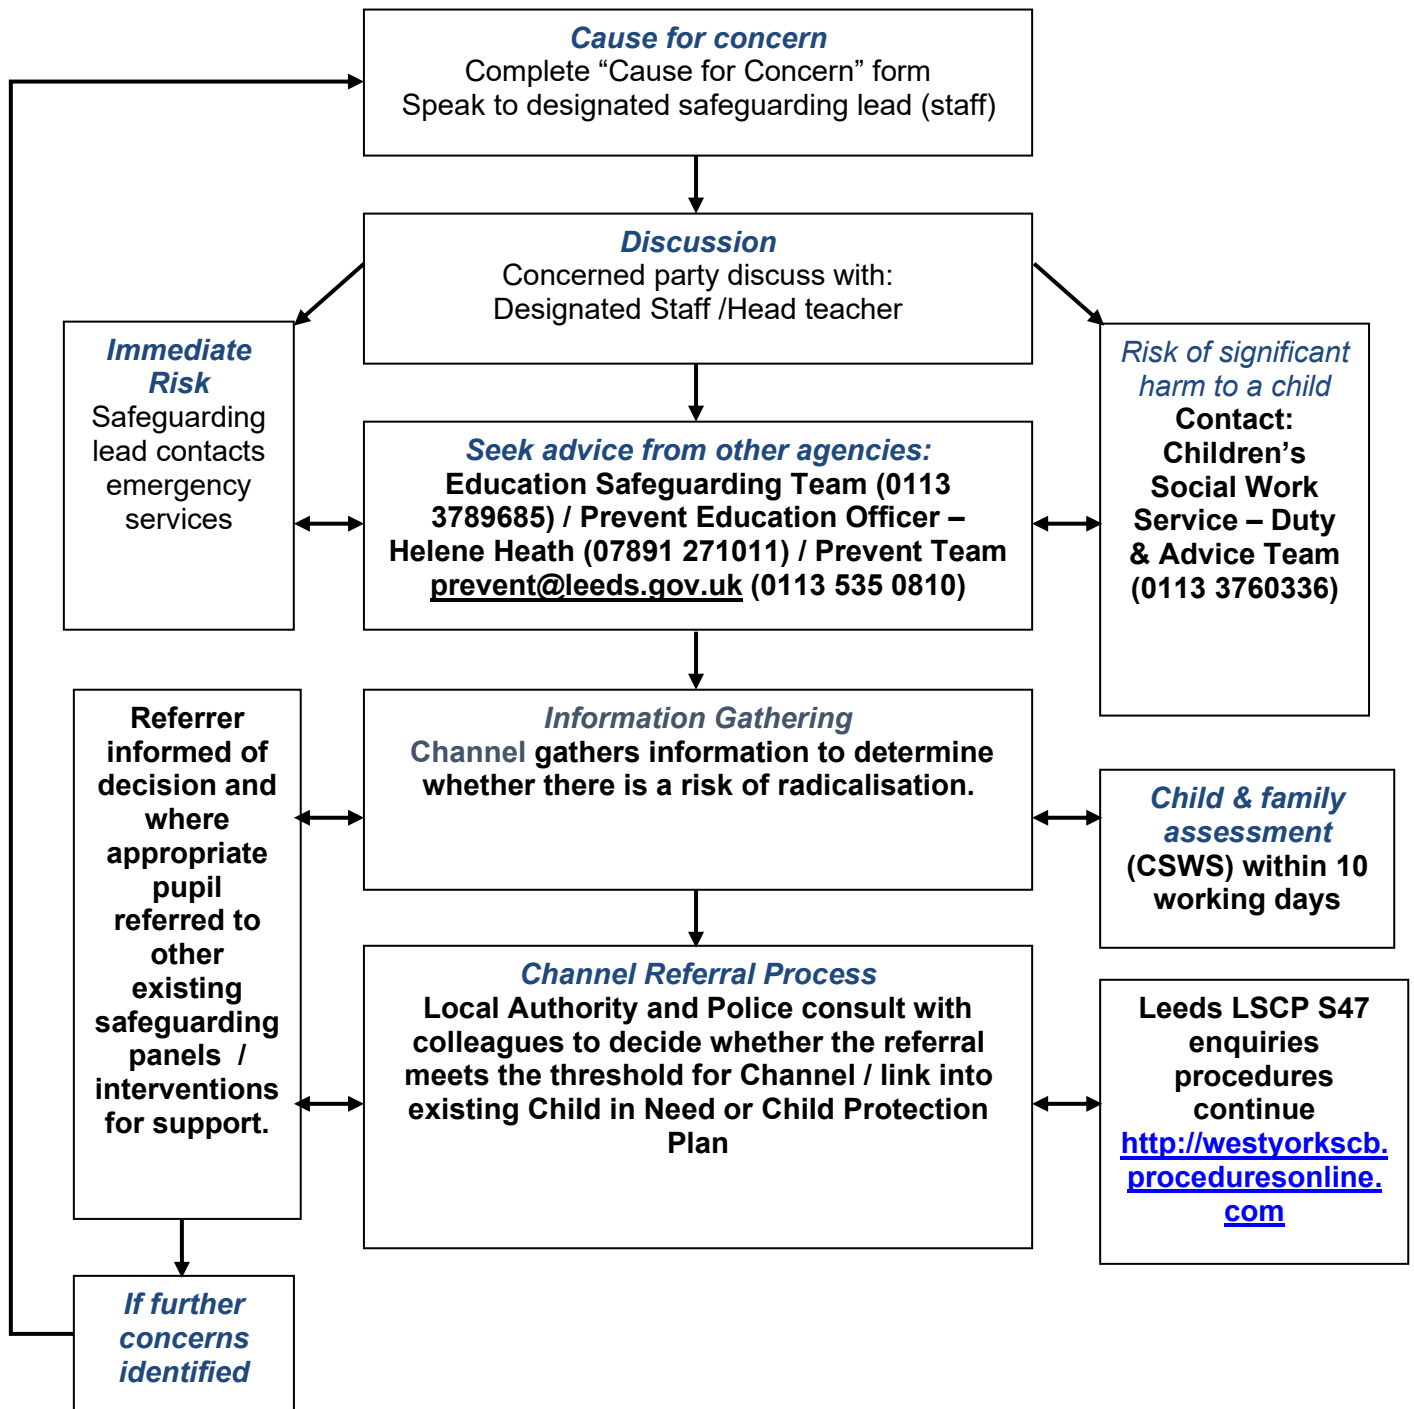 Cause for concern
Complete “Cause for Concern” form
Speak to designated safeguarding lead (staff)
Discussion
Concerned party discuss with:
Designated Staff /Head teacher
Immediate
Risk
Safeguarding
lead contacts
emergency
services
Seek advice from other agencies:
Education Safeguarding Team (0113
3789685) / Prevent Education Officer –
Helene Heath (07891 271011) / Prevent Team
prevent@leeds.gov.uk (0113 535 0810)
Risk of significant
harm to a child
Contact:
Children’s
Social Work
Service – Duty
& Advice Team
(0113 3760336)
Referrer
informed of
decision and
where
appropriate
pupil
referred to
other
existing
safeguarding
panels /
interventions
for support.
Information Gathering
Channel gathers information to determine
whether there is a risk of radicalisation.
Child & family
assessment
(CSWS) within 10
working days
Channel Referral Process
Local Authority and Police consult with
colleagues to decide whether the referral
meets the threshold for Channel / link into
existing Child in Need or Child Protection
Plan
Leeds LSCP S47
enquiries
procedures
continue
http://westyorkscb.
proceduresonline.
com
If further
concerns
identified